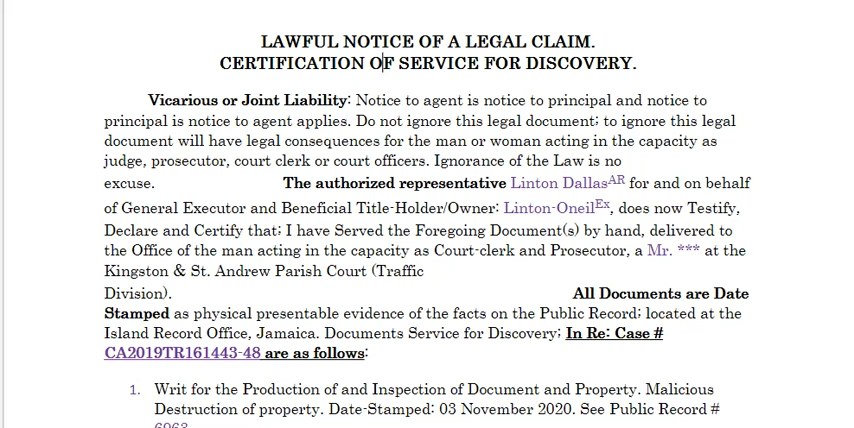 LAWFUL NOTICE OF A LEGAL CLAIM.
CERTIFICATION OF SERVICE FOR DISCOVERY.
Vicarious or Joint Liability: Notice to agent is notice to principal and notice to
principal is notice to agent applies. Do not ignore this legal document; to ignore this legal
document will have legal consequences for the man or woman acting in the capacity as
judge, prosecutor, court clerk or court officers. Ignorance of the Law is no
excuse. The authorized representative Linton Dallas^AR for and on behalf
of General Executor and Beneficial Title-Holder/Owner: Linton-Oneil^Ex, does now Testify,
Declare and Certify that; I have Served the Foregoing Document(s) by hand, delivered to
the Office of the man acting in the capacity as Court-clerk and Prosecutor, a Mr. *** at the
Kingston & St. Andrew Parish Court (Traffic
Division). All Documents are Date
Stamped as physical presentable evidence of the facts on the Public Record; located at the
Island Record Office, Jamaica. Documents Service for Discovery; In Re: Case #
CA2019TR161443-48 are as follows:
1. Writ for the Production of and Inspection of Document and Property. Malicious
Destruction of property. Date-Stamped: 03 November 2020. See Public Record #